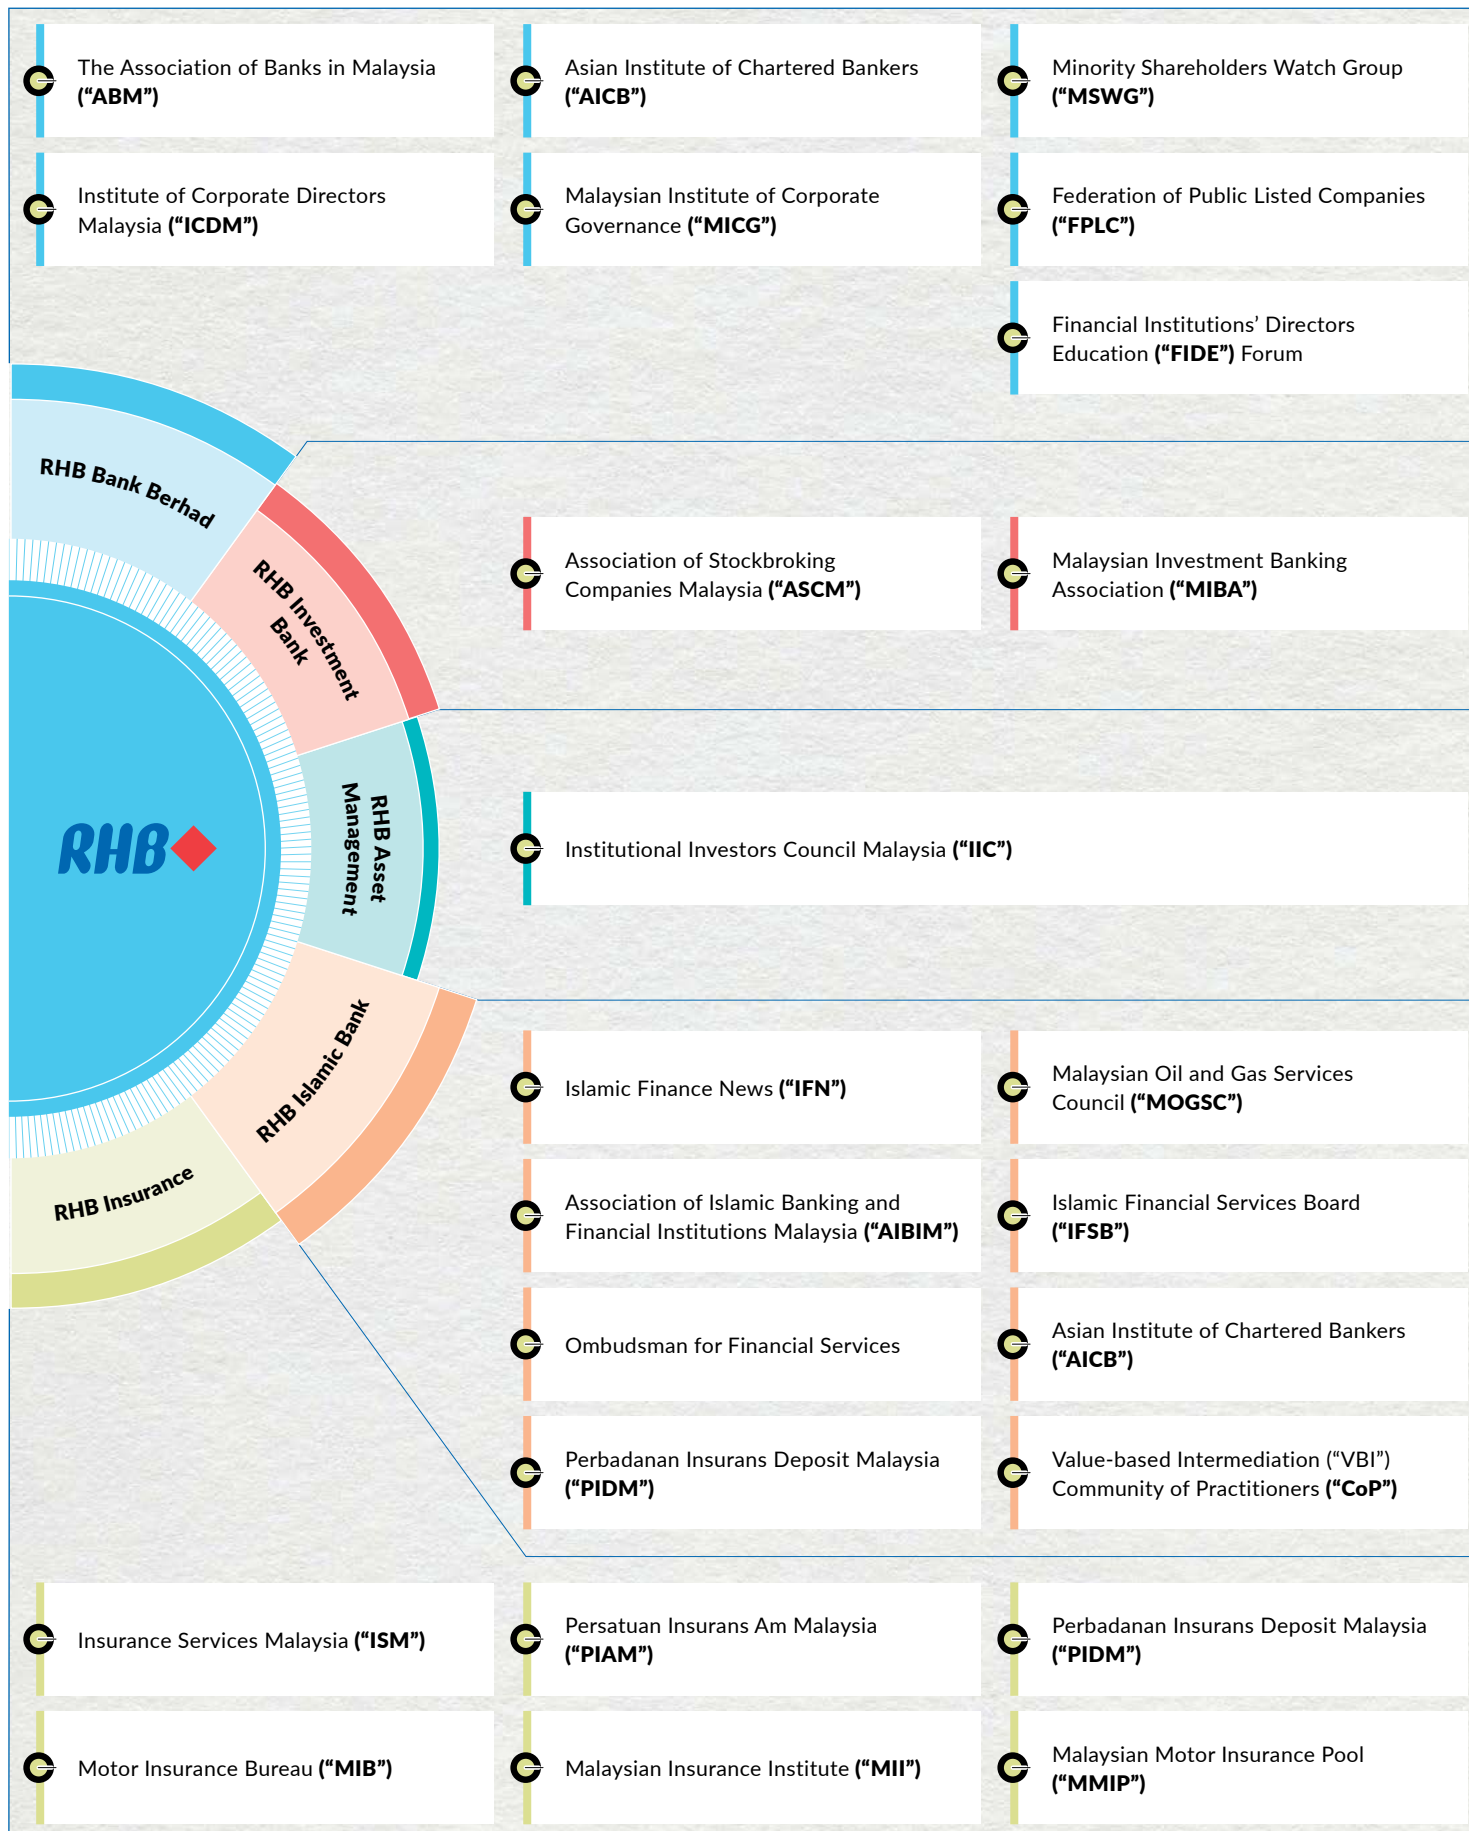 The Association of Banks in Malaysia
(“ABM”)
Asian Institute of Chartered Bankers
(“AICB”)
Minority Shareholders Watch Group
(“MSWG”)
Institute of Corporate Directors
Malaysia (“ICDM”)
Malaysian Institute of Corporate
Governance (“MICG”)
Federation of Public Listed Companies
(“FPLC”)
Financial Institutions’ Directors
Education (“FIDE”) Forum
RHB Bank Berhad
RHB Investment
Bank
Association of Stockbroking
Companies Malaysia (“ASCM”)
Malaysian Investment Banking
Association (“MIBA”)
RHB Asset
Management
RHB
Institutional Investors Council Malaysia (“IIC”)
RHB Islamic Bank
Islamic Finance News (“IFN”)
Malaysian Oil and Gas Services
Council (“MOGSC”)
Association of Islamic Banking and
Financial Institutions Malaysia (“AIBIM”)
Islamic Financial Services Board
(“IFSB”)
Ombudsman for Financial Services
Asian Institute of Chartered Bankers
(“AICB”)
Perbadanan Insurans Deposit Malaysia
(“PIDM”)
Value-based Intermediation (“VBI”)
Community of Practitioners (“CoP”)
RHB Insurance
Insurance Services Malaysia (“ISM”)
Persatuan Insurans Am Malaysia
(“PIAM”)
Perbadanan Insurans Deposit Malaysia
(“PIDM”)
Motor Insurance Bureau (“MIB”)
Malaysian Insurance Institute (“MII”)
Malaysian Motor Insurance Pool
(“MMIP”)